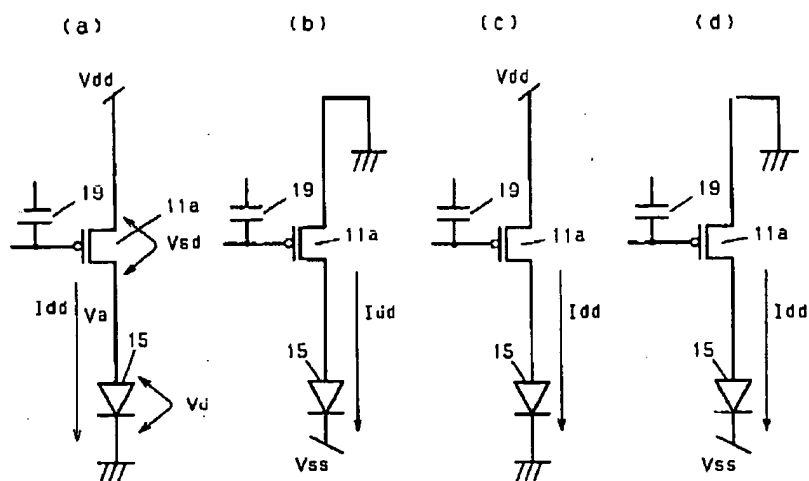 (a) (b) (c) (d)
Vdd Vdd
19 19 19 19
11a 11a 11a 11a
Vsd
Idd Va Idd Idd Idd
15 15 15 15
Vd
Vss Vss